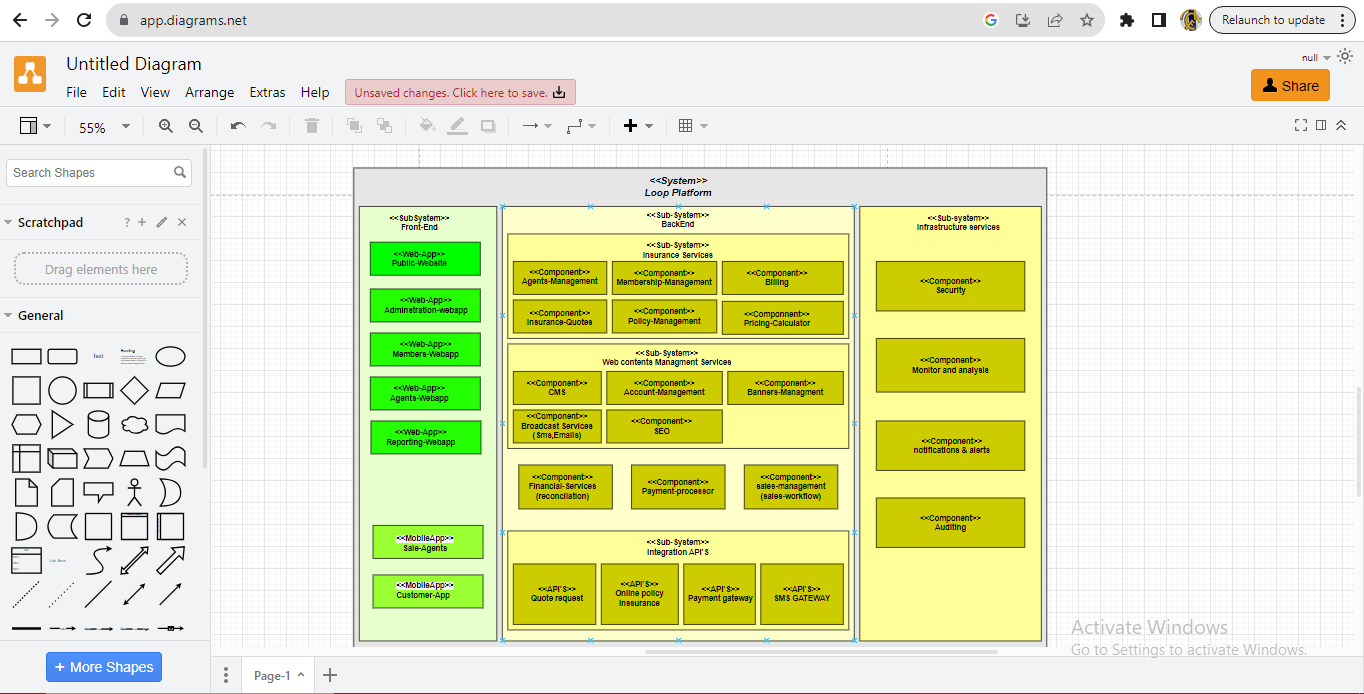 app.diagrams.net
Relaunch to update
Untitled Diagram
null
File Edit View Arrange Extras Help
Unsaved changes. Click here to save.
Share
55%
Search Shapes
Scratchpad
?
Drag elements here
General
Text
Heading
List Item
+ More Shapes
<<System>>
Loop Platform
<<SubSystem>>
Front-End
<<Web-App>>
Public-Website
<<Web-App>>
Adminstration-webapp
<<Web-App>>
Members-Webapp
<<Web-App>>
Agents-Webapp
<<Web-App>>
Reporting-Webapp
<<MobileApp>>
Sale-Agents
<<MobileApp>>
Customer-App
<<Sub-System>>
BackEnd
<<Sub-System>>
Insurance Services
<<Component>>
Agents-Management
<<Component>>
Membership-Management
<<Component>>
Billing
<<Component>>
Insurance-Quotes
<<Component>>
Policy-Management
<<Componnent>>
Pricing-Calculator
<<Sub-System>>
Web contents Managment Services
<<Component>>
CMS
<<Component>>
Account-Management
<<Component>>
Banners-Managment
<<Component>>
Broadcast Services
(Sms,Emails)
<<Component>>
SEO
<<Component>>
Financial-Services
(reconcilation)
<<Component>>
Payment-processor
<<Component>>
sales-management
(sales-workflow)
<<Sub-System>>
Integration API'S
<<API'S>>
Quote request
<<API'S>>
Online policy
Inssurance
<<API'S>>
Payment gateway
<<API'S>>
SMS GATEWAY
<<Sub-system>>
Infrastructure services
<<Component>>
Security
<<Component>>
Monitor and analysis
<<Component>>
notifications & alerts
<<Component>>
Auditing
Activate Windows
Go to Settings to activate Windows.
Page-1